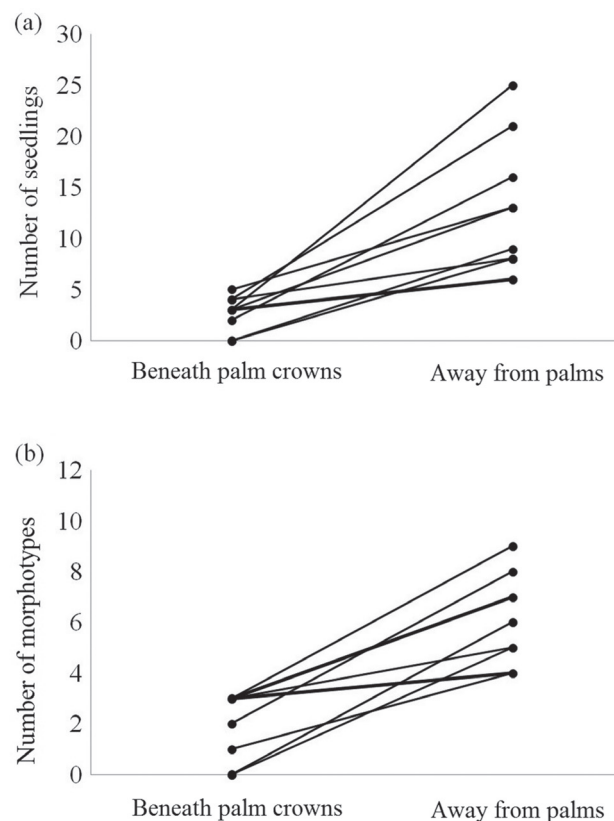 (a)
30
25
20
15
10
5
0
Number of seedlings
Beneath palm crowns
Away from palms
(b)
12
10
8
6
4
2
0
Number of morphotypes
Beneath palm crowns
Away from palms